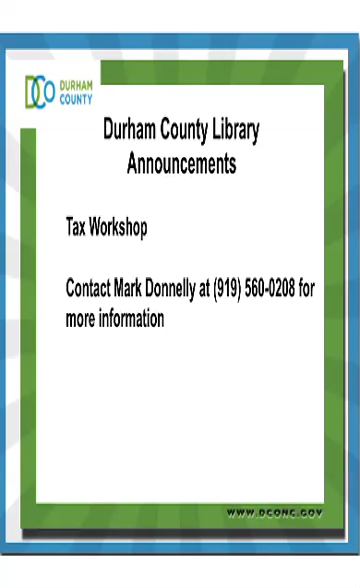 DCO DURHAM
COUNTY
Durham County Library
Announcements
Tax Workshop
Contact Mark Donnelly at (919) 560-0208 for
more information
WWW.DCONC.GOV